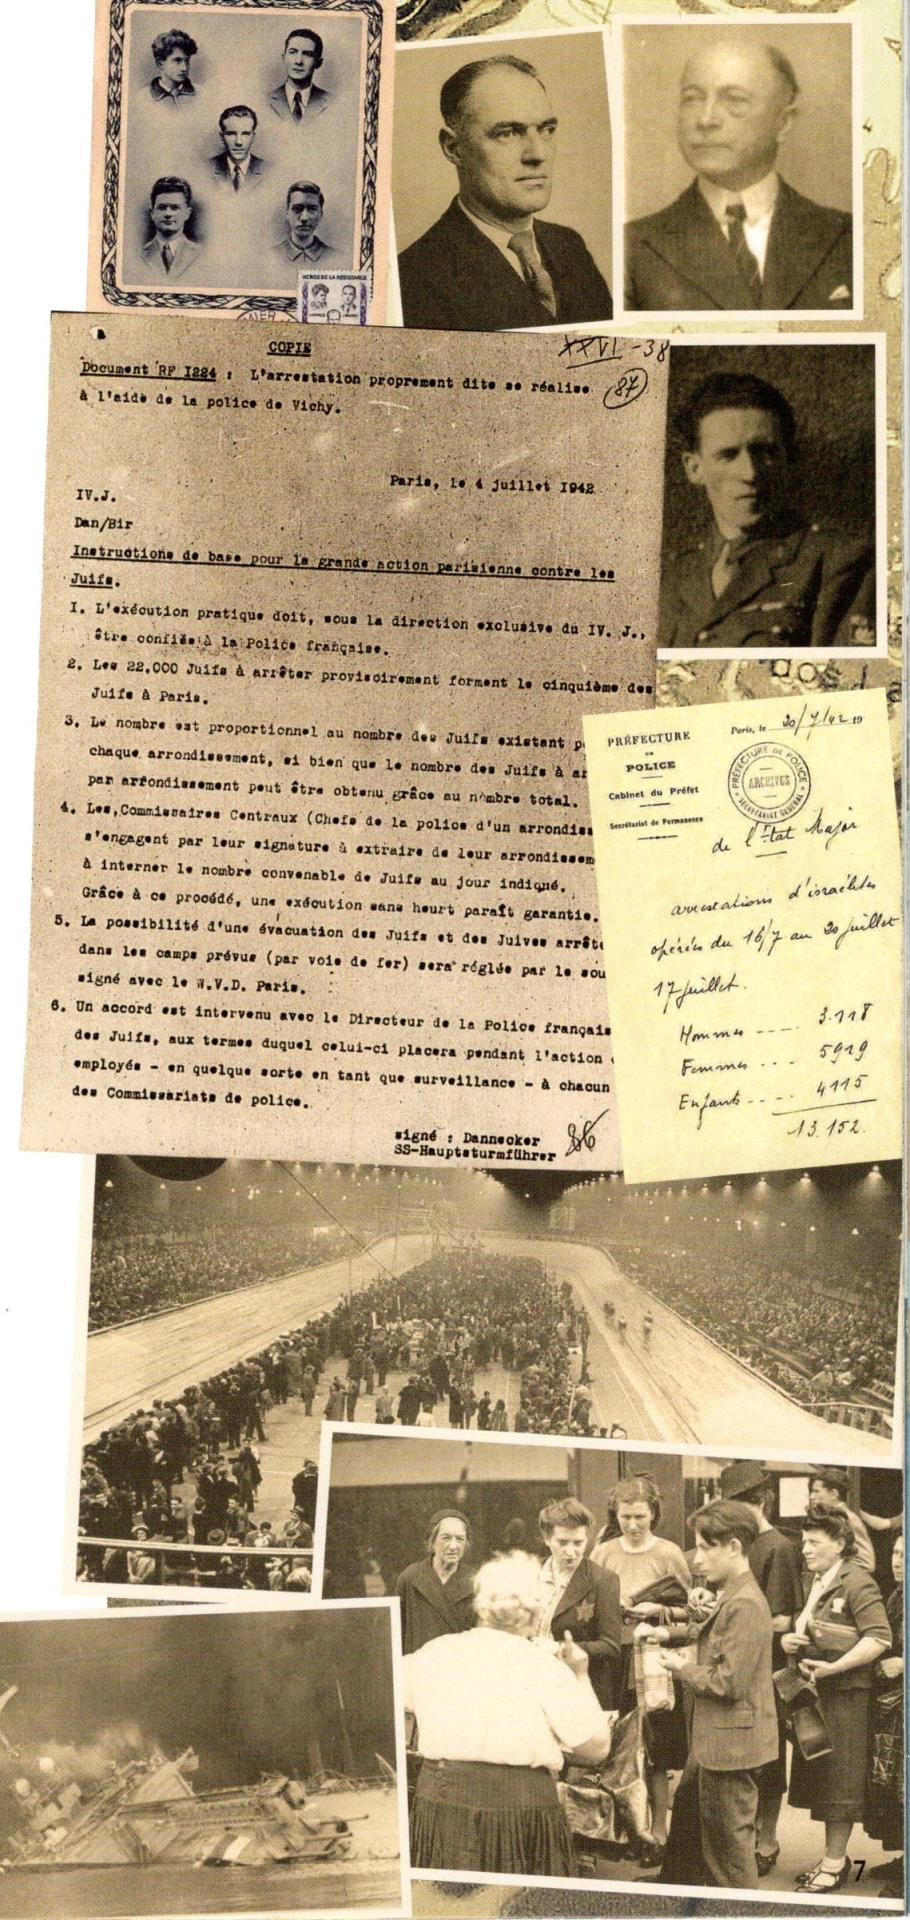 HEROS DE LA RESISTANCE
COPIE
XXVI -38
87
Document RF 1224 : L'arrestation proprement dite se réalise
à l'aide de la police de Vichy.
Paris, le 4 juillet 1942
IV.J.
Dan/Bir
Instructions de base pour la grande action parisienne contre les
Juifs.
1. L'exécution pratique doit, sous la direction exclusive du IV. J.,
être confiée à la Police française.
2. Les 22.000 Juifs à arrêter provisoirement forment le cinquième des
Juifs à Paris.
3. Le nombre est proportionnel au nombre des Juifs existant p
chaque arrondissement, si bien que le nombre des Juifs à ar
par arrondissement peut être obtenu grâce au nombre total.
4. Les Commissaires Centraux (Chefs de la police d'un arrondiss
s'engagent par leur signature à extraire de leur arrondissem
à interner le nombre convenable de Juifs au jour indiqué.
Grâce à ce procédé, une exécution sans heurt paraît garantie.
5. La possibilité d'une évacuation des Juifs et des Juives arrêt
dans les camps prévus (par voie de fer) sera réglée par le sou
signé avec le W.V.D. Paris.
6. Un accord est intervenu avec le Directeur de la Police français
des Juifs, aux termes duquel celui-ci placera pendant l'action
employés - en quelque sorte en tant que surveillance - à chacun
des Commissariats de police.
signé : Dannecker
SS-Hauptsturmführer
PRÉFECTURE
DE
POLICE
Cabinet du Préfet
Secrétariat de Permanence
Paris, le 20/7/42 19
PRÉFECTURE DE POLICE
ARCHIVES
SECRÉTARIAT GÉNÉRAL
de l'Etat Major
arrestations d'israélites
opérées du 16/7 au 20 juillet
17 juillet.
Hommes ---- 3.118
Femmes --- 5919
Enfants ---- 4115
13.152.
7